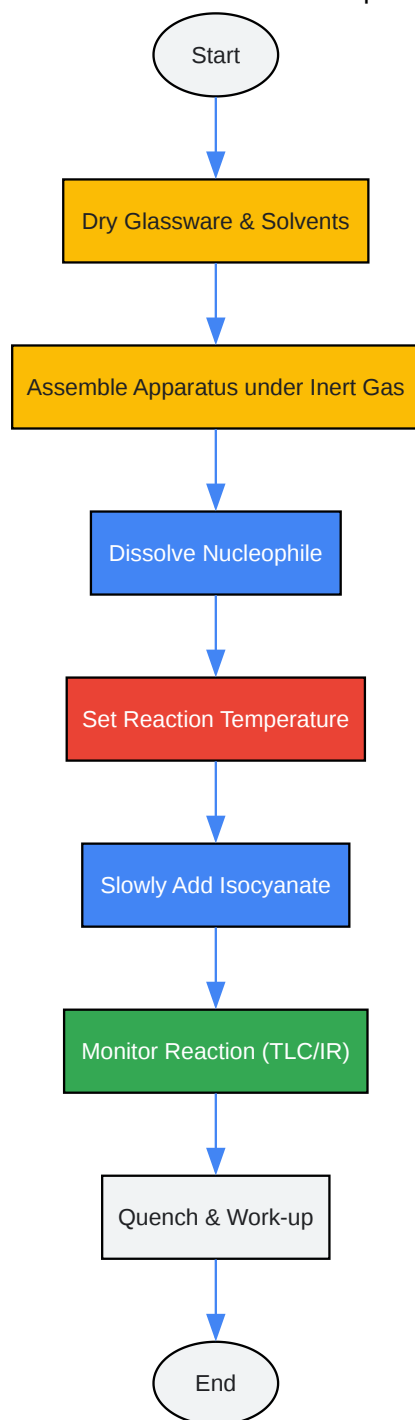 Start
Dry Glassware & Solvents
Assemble Apparatus under Inert Gas
Dissolve Nucleophile
Set Reaction Temperature
Slowly Add Isocyanate
Monitor Reaction (TLC/IR)
Quench & Work-up
End